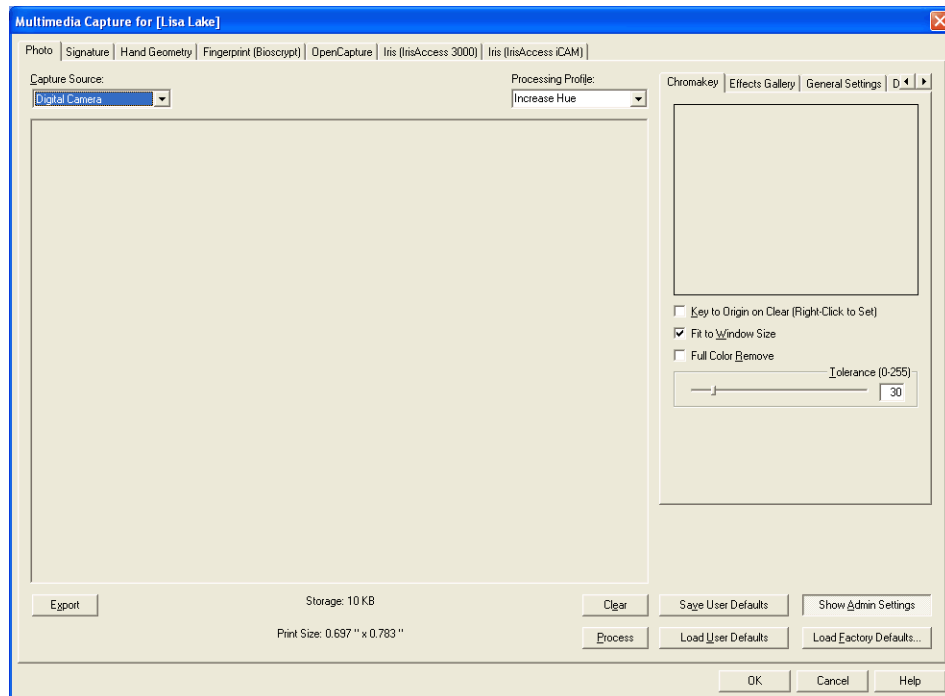 Multimedia Capture for [Lisa Lake]
Photo Signature Hand Geometry Fingerprint (Bioscrypt) OpenCapture Iris (IrisAccess 3000) Iris (IrisAccess iCAM)
Capture Source:
Digital Camera
Processing Profile:
Increase Hue
Chromakey Effects Gallery General Settings D
Key to Origin on Clear (Right-Click to Set)
Fit to Window Size
Full Color Remove
Tolerance (0-255)
30
Export
Storage: 10 KB
Clear
Save User Defaults
Show Admin Settings
Print Size: 0.697 '' x 0.783 ''
Process
Load User Defaults
Load Factory Defaults...
OK
Cancel
Help